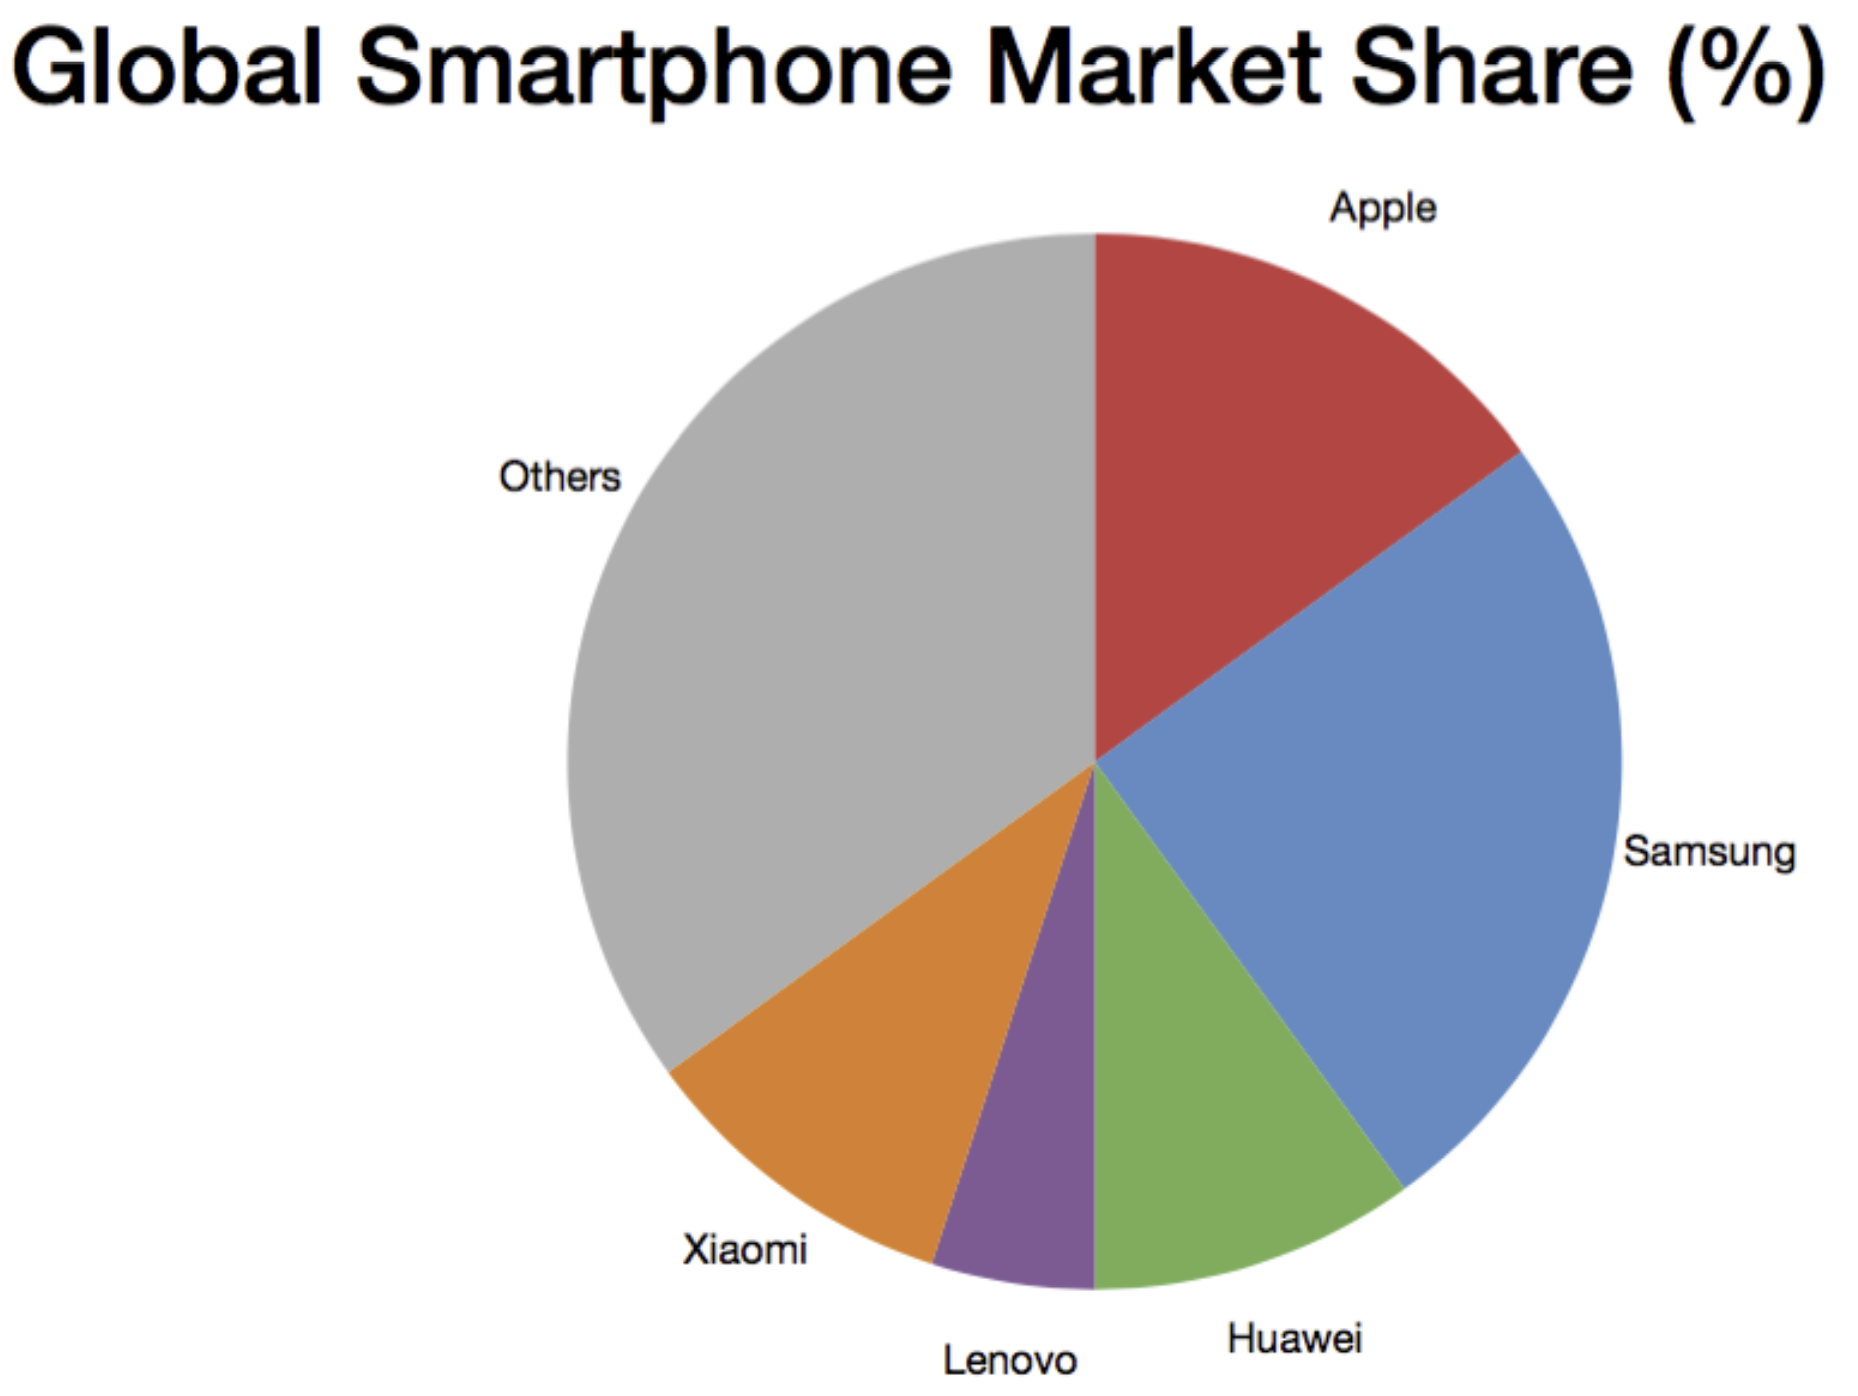 Global Smartphone Market Share (%)
Apple
Others
Samsung
Xiaomi
Huawei
Lenovo